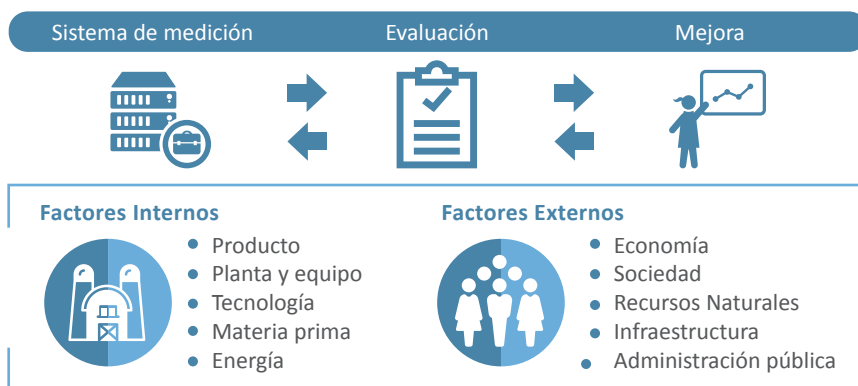 Sistema de medición Evaluación Mejora
Factores Internos
Producto
Planta y equipo
Tecnología
Materia prima
Energía
Factores Externos
Economía
Sociedad
Recursos Naturales
Infraestructura
Administración pública